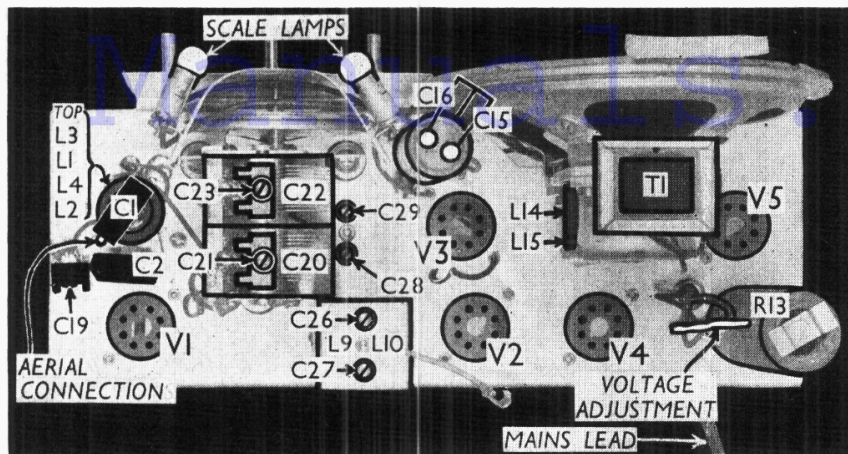 Manuals.
SCALE LAMPS
TOP
L3
L1
L4
L2
C1
C2
C19
AERIAL
CONNECTION
V1
C23
C22
C21
C20
C29
C28
C26
L9 L10
C27
C16
C15
V3
V2
L14
L15
T1
V5
V4
R13
VOLTAGE
ADJUSTMENT
MAINS LEAD